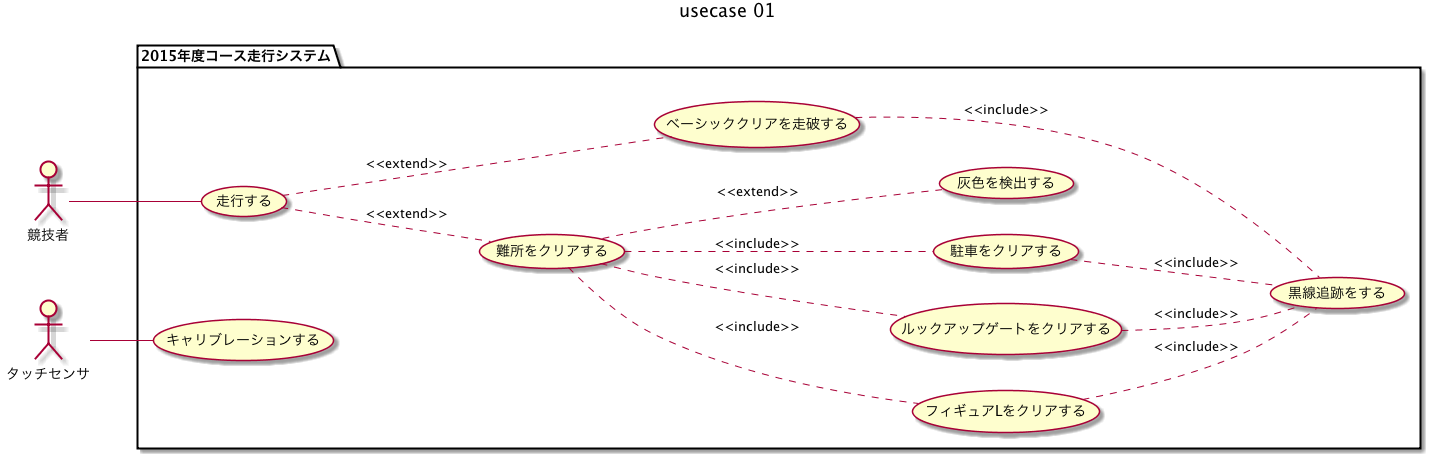 usecase 01
2015年度コース走行システム
ベーシッククリアを走破する
<<include>>
<<extend>>
<<extend>>
灰色を検出する
走行する
<<extend>>
競技者
難所をクリアする
<<include>>
駐車をクリアする
<<include>>
<<include>>
黒線追跡をする
<<include>>
ルックアップゲートをクリアする
<<include>>
キャリブレーションする
<<include>>
タッチセンサ
フィギュアLをクリアする